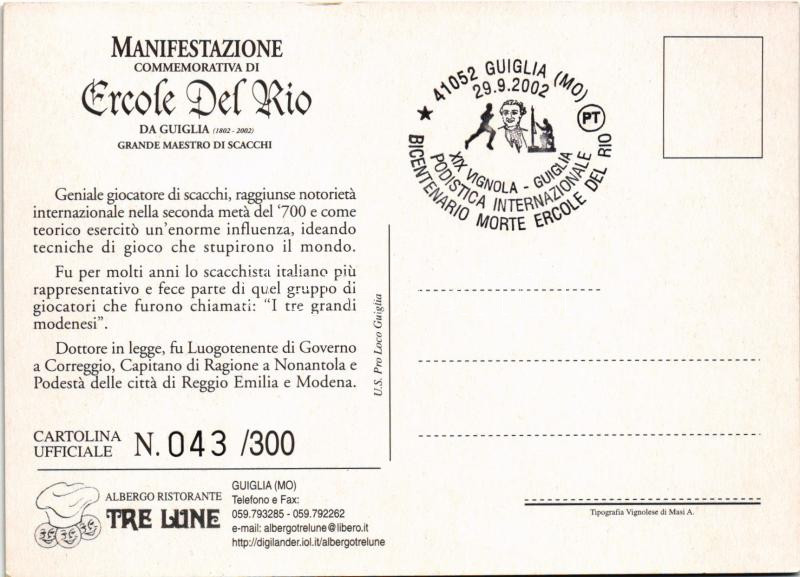 MANIFESTAZIONE
COMMEMORATIVA DI
Ercole Del Rio
DA GUIGLIA (1802 - 2002)
GRANDE MAESTRO DI SCACCHI
Geniale giocatore di scacchi, raggiunse notorietà
internazionale nella seconda metà del '700 e come
teorico esercitò un'enorme influenza, ideando
tecniche di gioco che stupirono il mondo.
Fu per molti anni lo scacchista italiano più
rappresentativo e fece parte di quel gruppo di
giocatori che furono chiamati: “I tre grandi
modenesi”.
Dottore in legge, fu Luogotenente di Governo
a Correggio, Capitano di Ragione a Nonantola e
Podestà delle città di Reggio Emilia e Modena.
CARTOLINA
UFFICIALE
N. 043 /300
ALBERGO RISTORANTE
TRE LUNE
GUIGLIA (MO)
Telefono e Fax:
059.793285 - 059.792262
e-mail: albergotrelune@libero.it
http://digilander.iol.it/albergotrelune
U.S. Pro Loco Guiglia
★ 41052 GUIGLIA (MO)
29.9.2002
PT
XIX VIGNOLA - GUIGLIA
PODISTICA INTERNAZIONALE
BICENTENARIO MORTE ERCOLE DEL RIO
Tipografia Vignolese di Masi A.